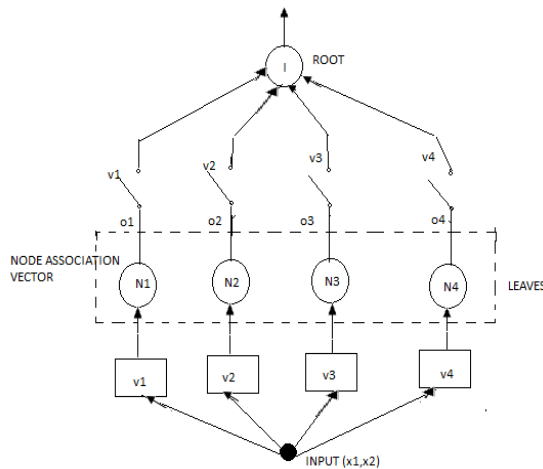 ROOT
I
v1
v2
v3
v4
o1
o2
o3
o4
NODE ASSOCIATION
VECTOR
N1
N2
N3
N4
LEAVES
v1
v2
v3
v4
INPUT (x1,x2)